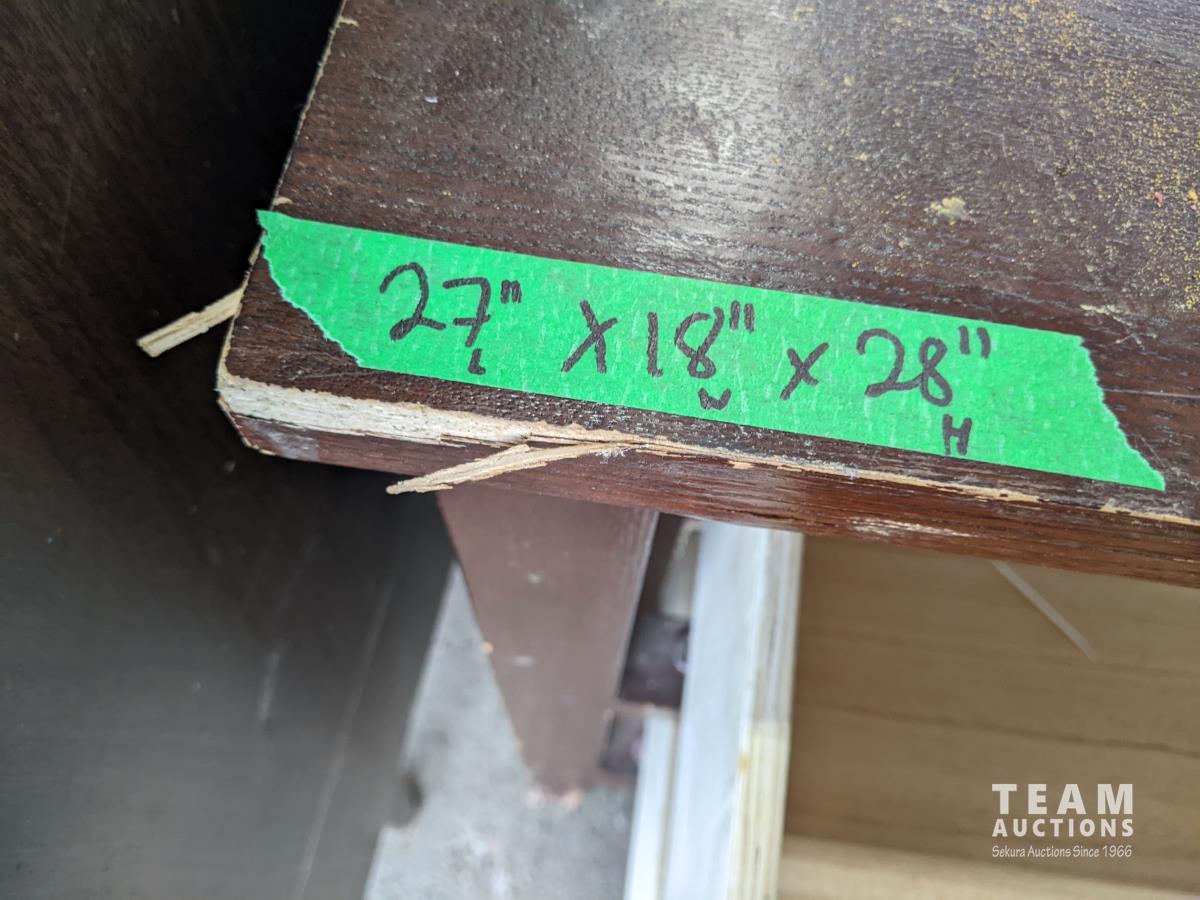 27" X 18" X 28"
L W H
TEAM
AUCTIONS
Sekura Auctions Since 1966